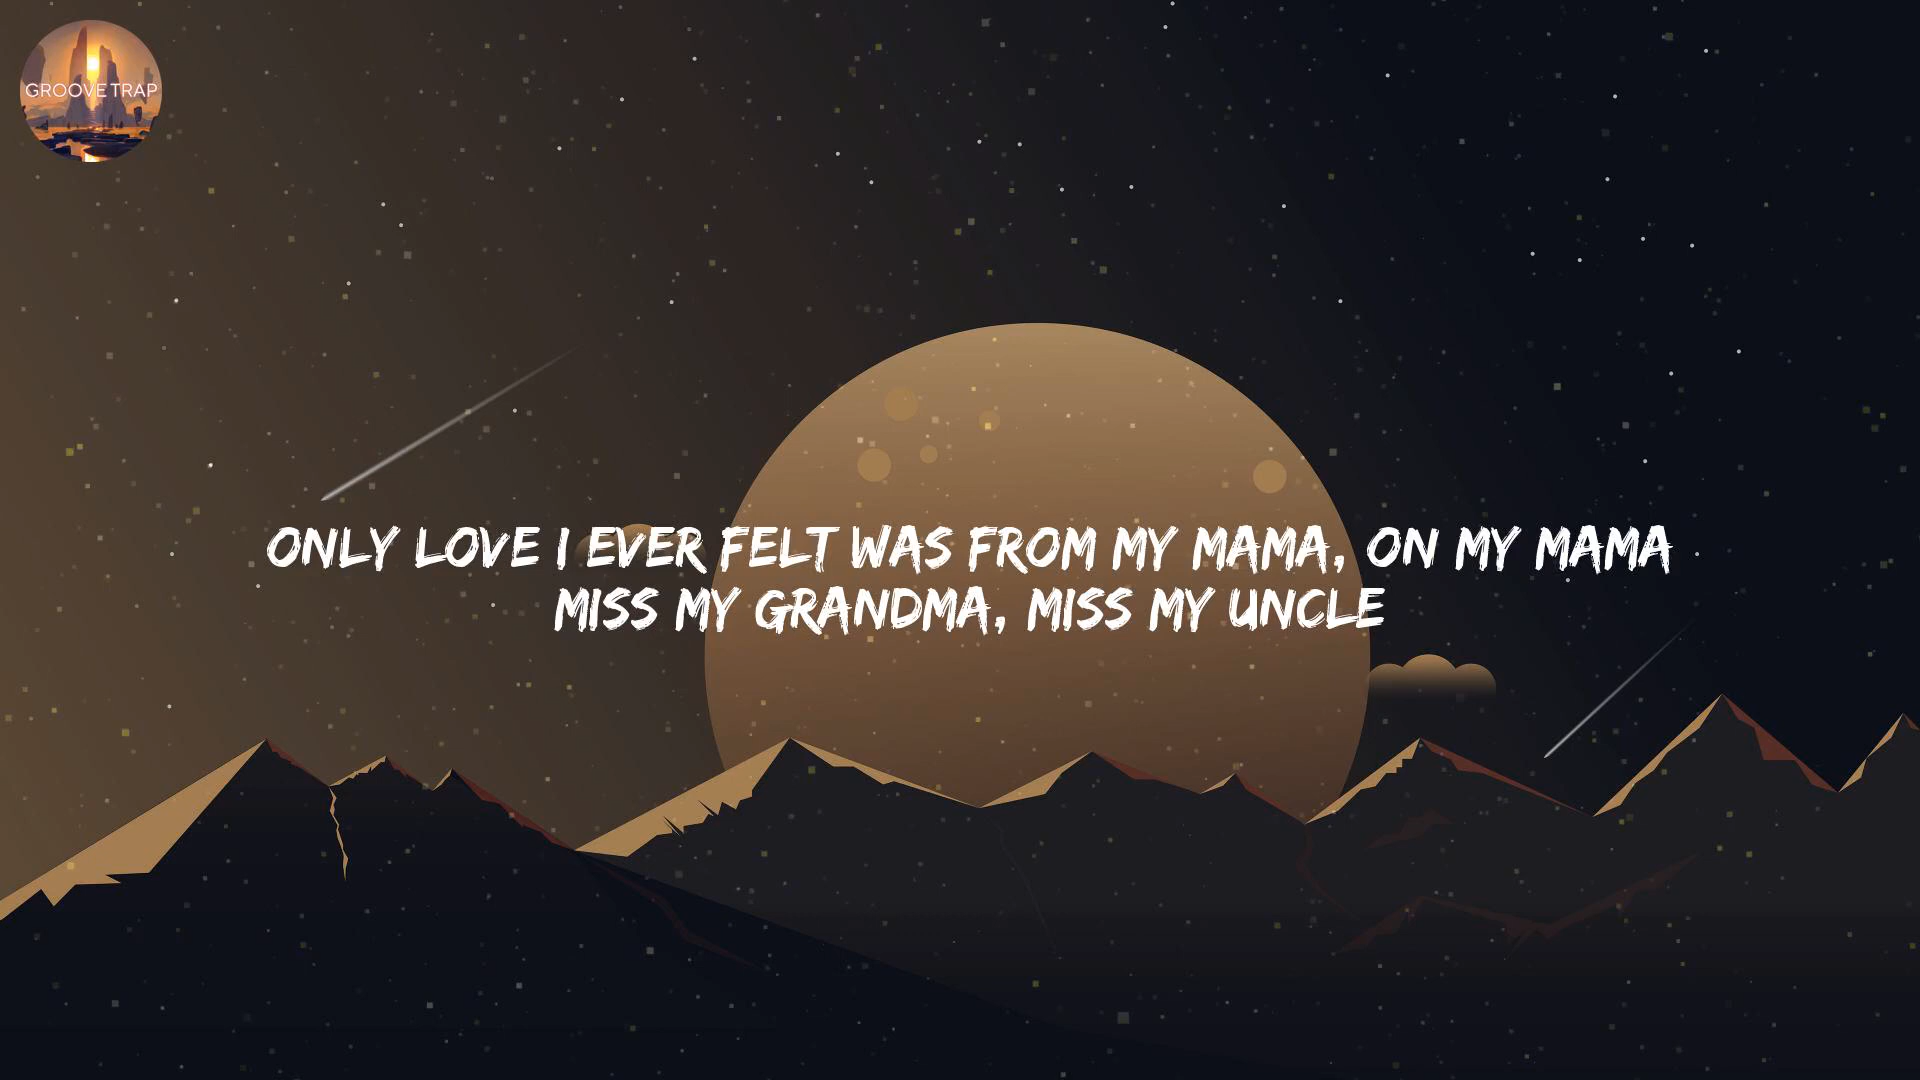 GROOVE TRAP
ONLY LOVE I EVER FELT WAS FROM MY MAMA, ON MY MAMA
MISS MY GRANDMA, MISS MY UNCLE